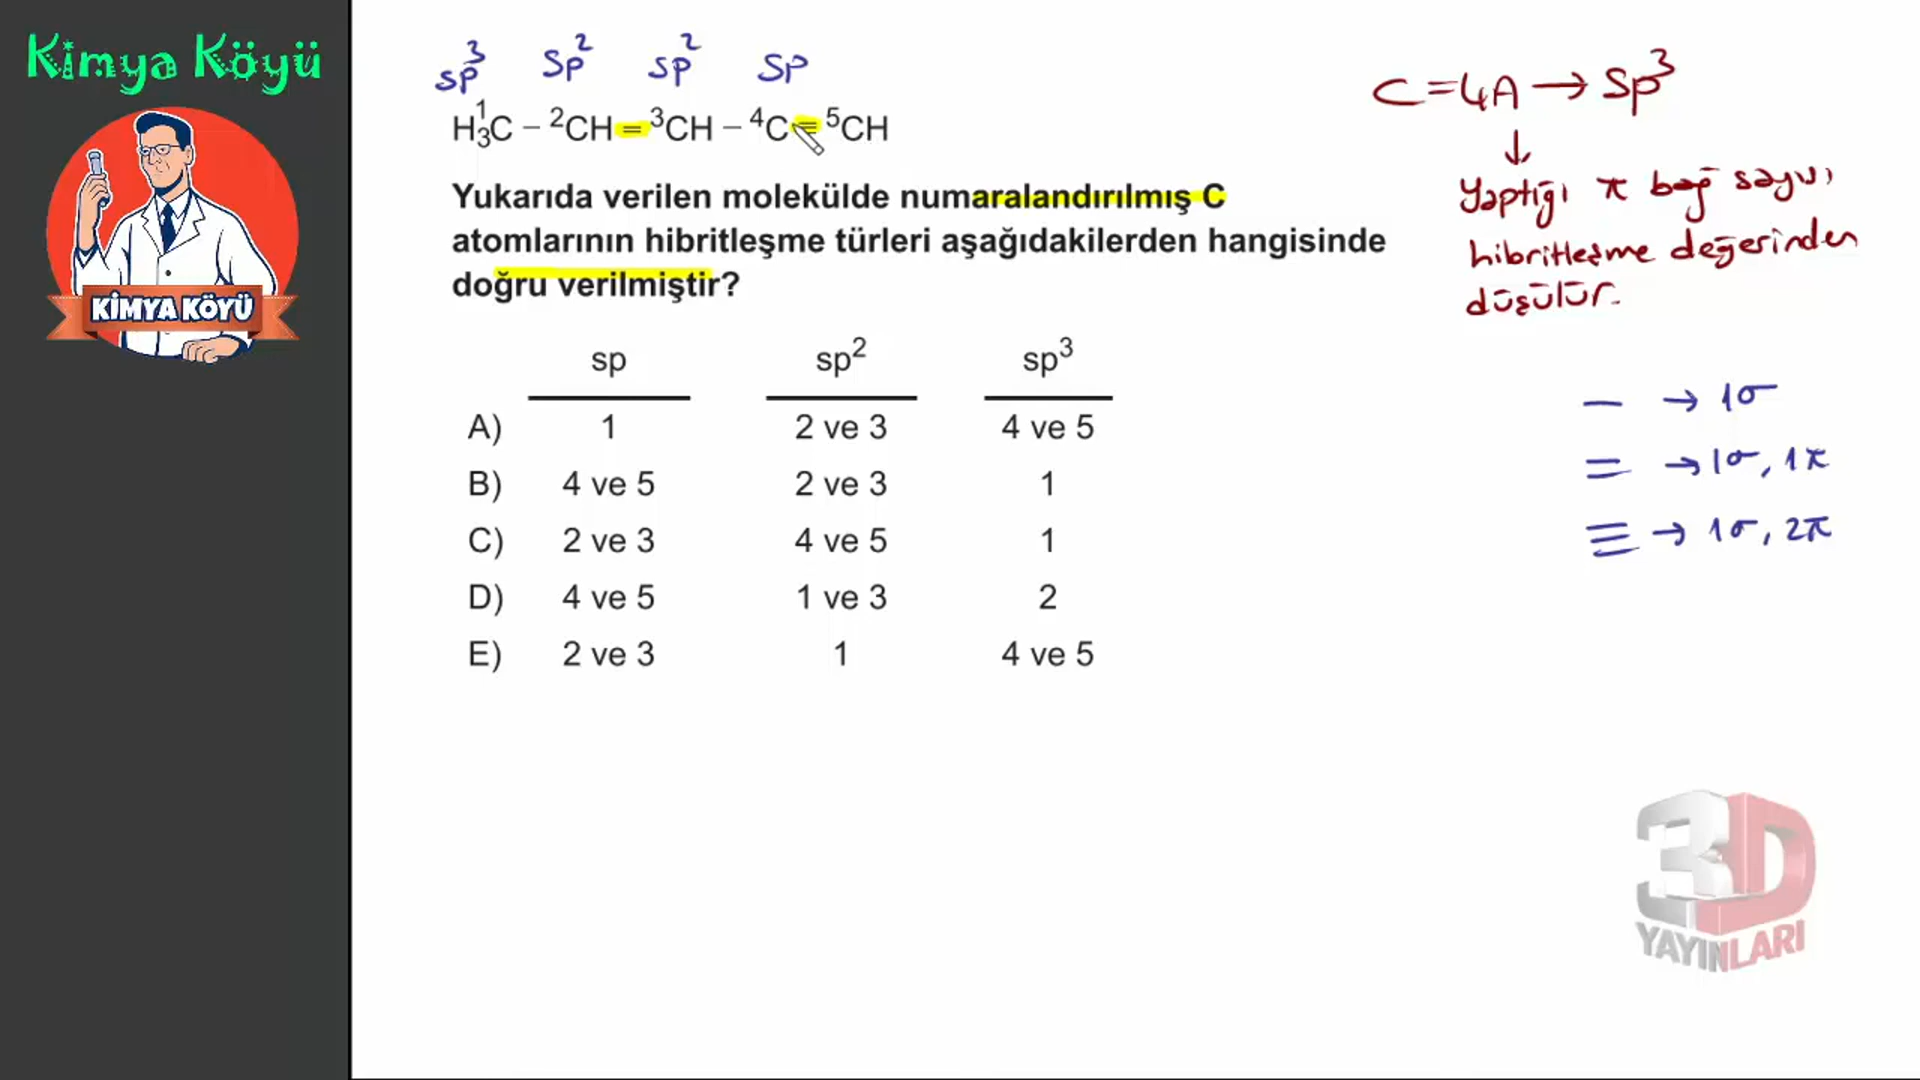 Kimya Köyü
KİMYA KÖYÜ
sp³ sp² sp² sp
H₃¹C – ²CH = ³CH – ⁴C ≡ ⁵CH
Yukarıda verilen molekülde numaralandırılmış C
atomlarının hibritleşme türleri aşağıdakilerden hangisinde
doğru verilmiştir?
sp sp² sp³
A) 1 2 ve 3 4 ve 5
B) 4 ve 5 2 ve 3 1
C) 2 ve 3 4 ve 5 1
D) 4 ve 5 1 ve 3 2
E) 2 ve 3 1 4 ve 5
C=4A → sp³
↓
Yaptığı π bağ sayısı
hibritleşme değerinden
düşülür.
— → 1σ
= → 1σ, 1π
≡ → 1σ, 2π
3D
YAYINLARI